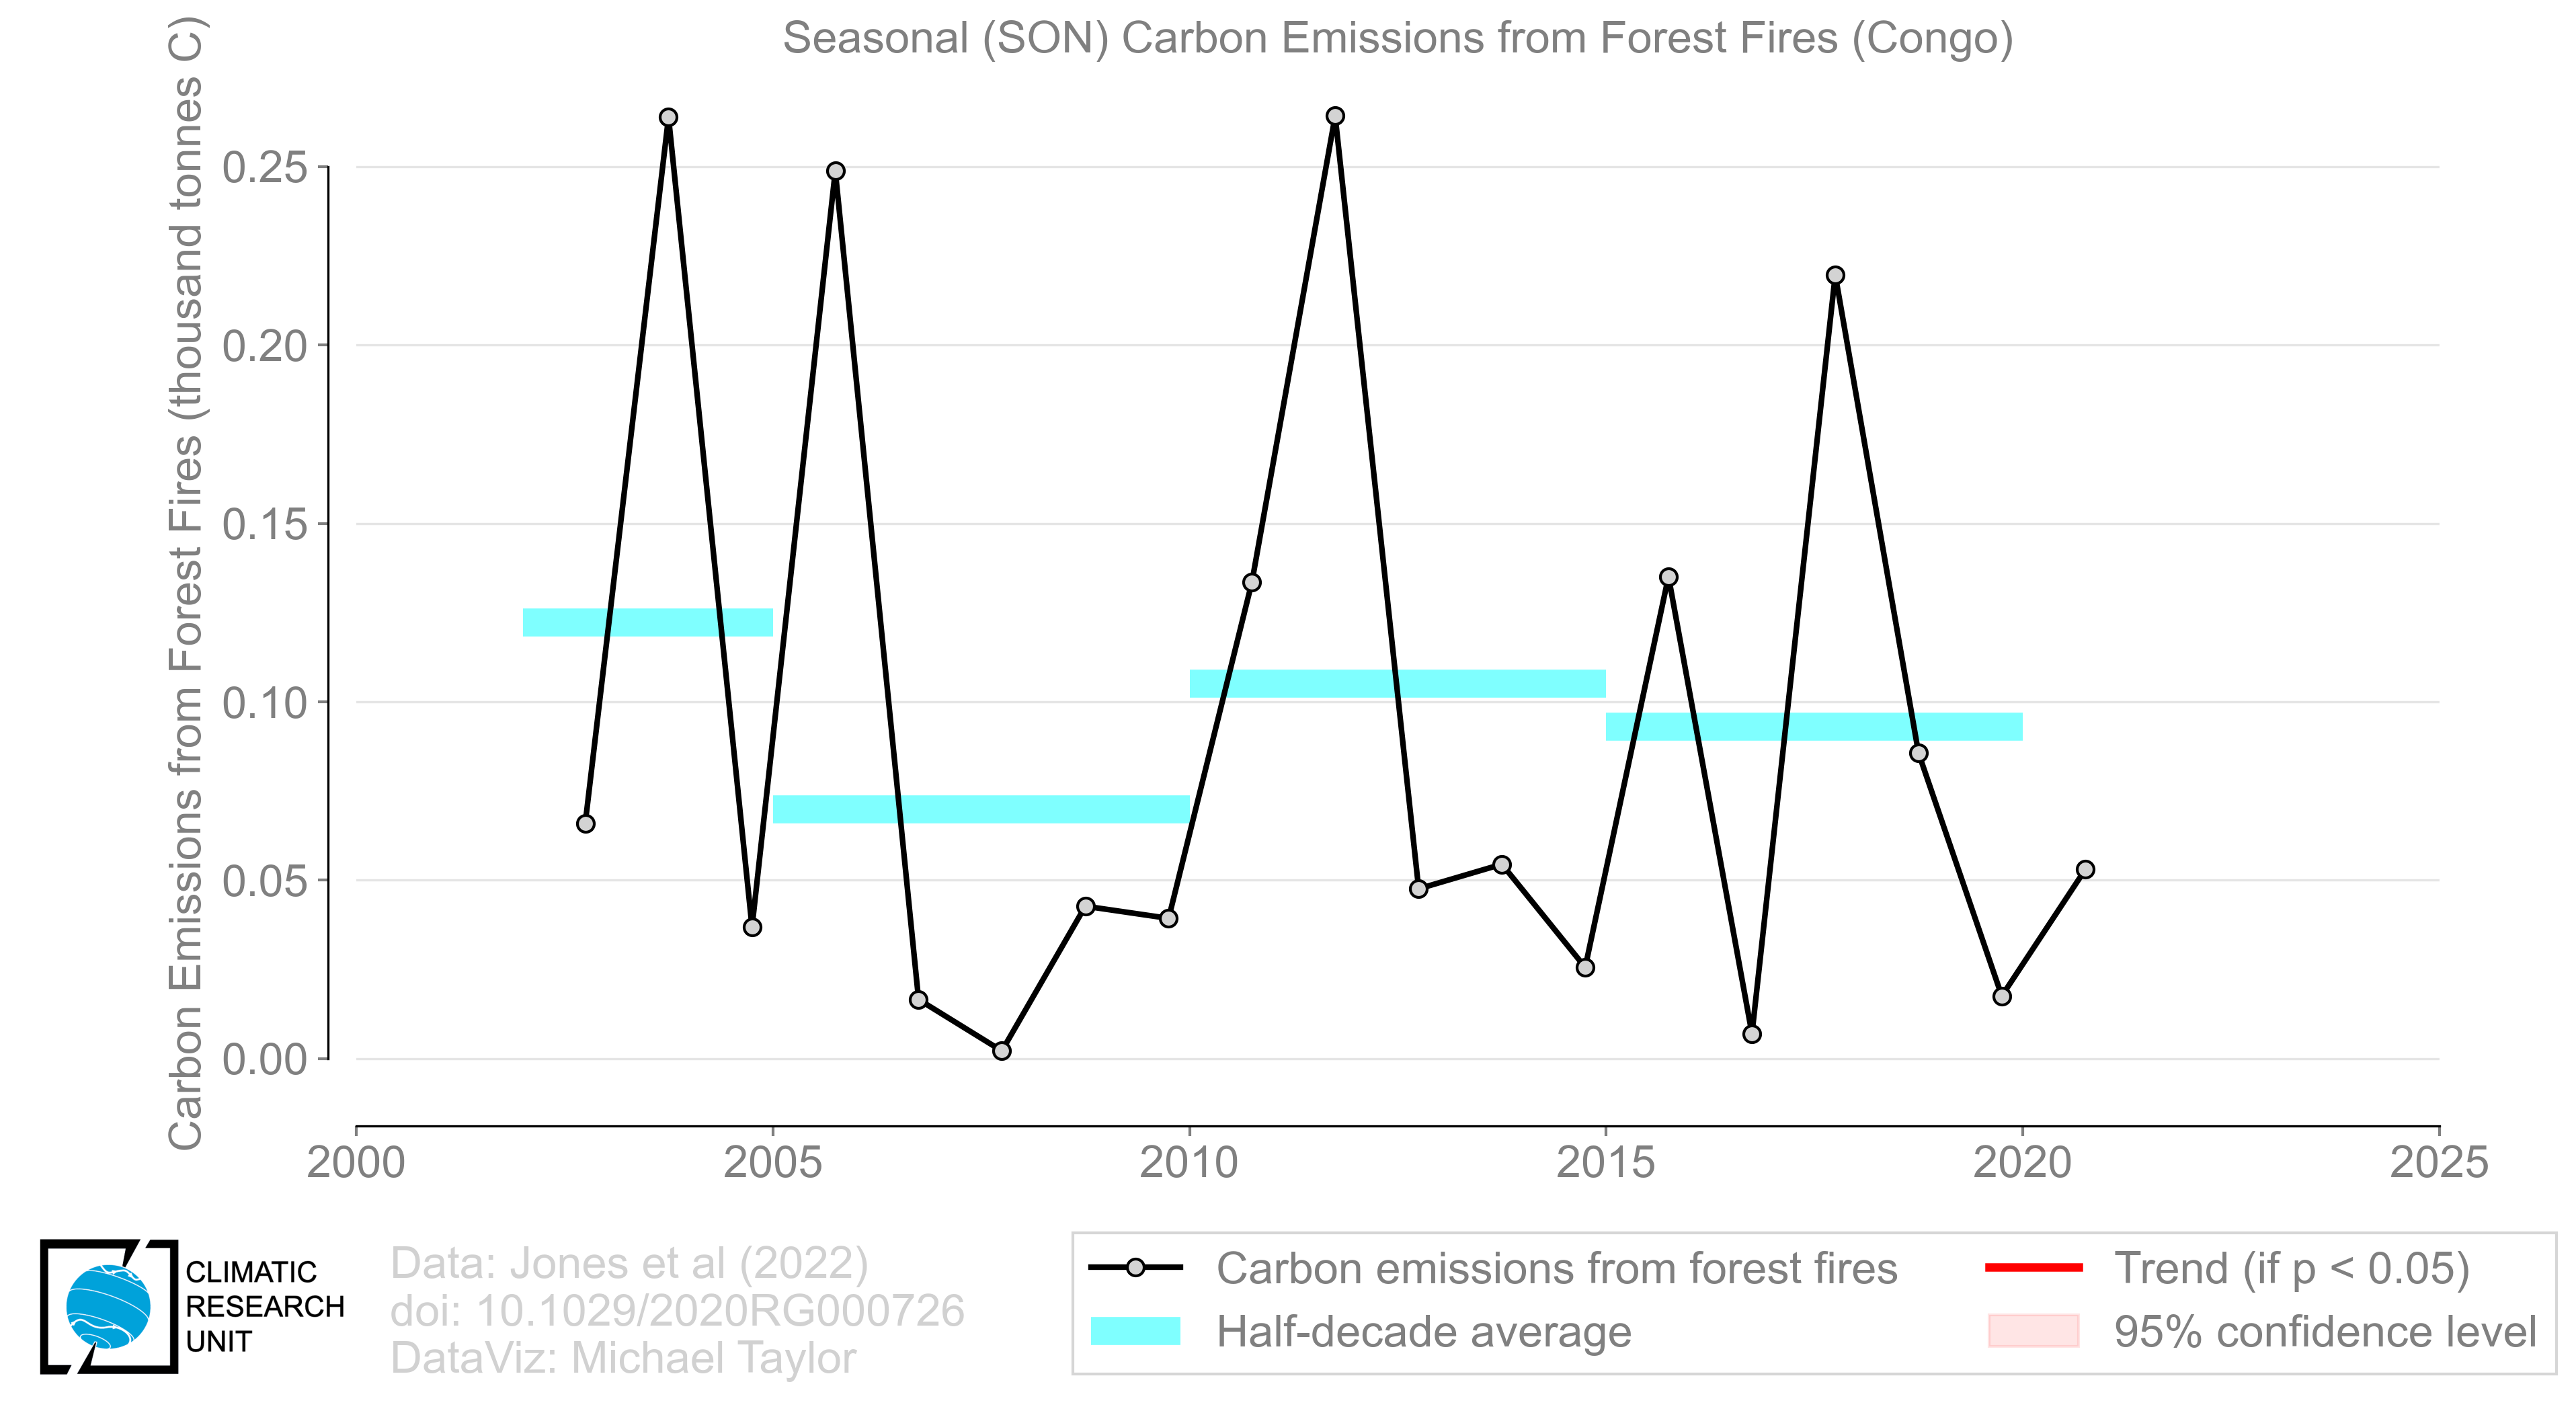 Seasonal (SON) Carbon Emissions from Forest Fires (Congo)
Carbon Emissions from Forest Fires (thousand tonnes C)
0.25
0.20
0.15
0.10
0.05
0.00
2000 2005 2010 2015 2020 2025
CLIMATIC
RESEARCH
UNIT
Data: Jones et al (2022)
doi: 10.1029/2020RG000726
DataViz: Michael Taylor
Carbon emissions from forest fires
Half-decade average
Trend (if p < 0.05)
95% confidence level